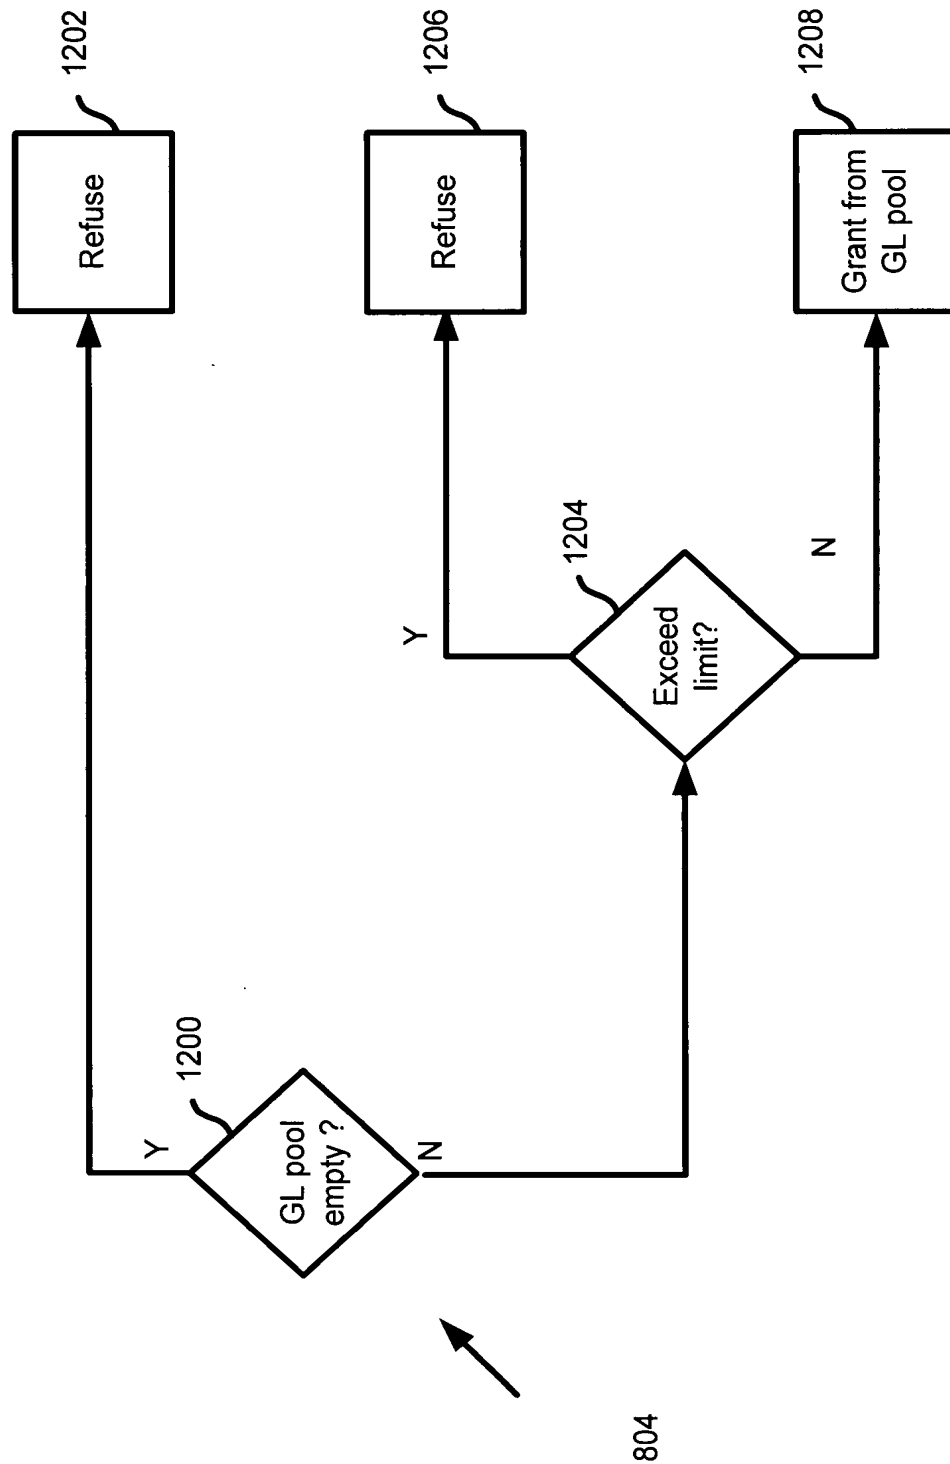 804
1200
GL pool
empty ?
Y
N
1202
Refuse
1204
Exceed
limit?
Y
N
1206
Refuse
1208
Grant from
GL pool